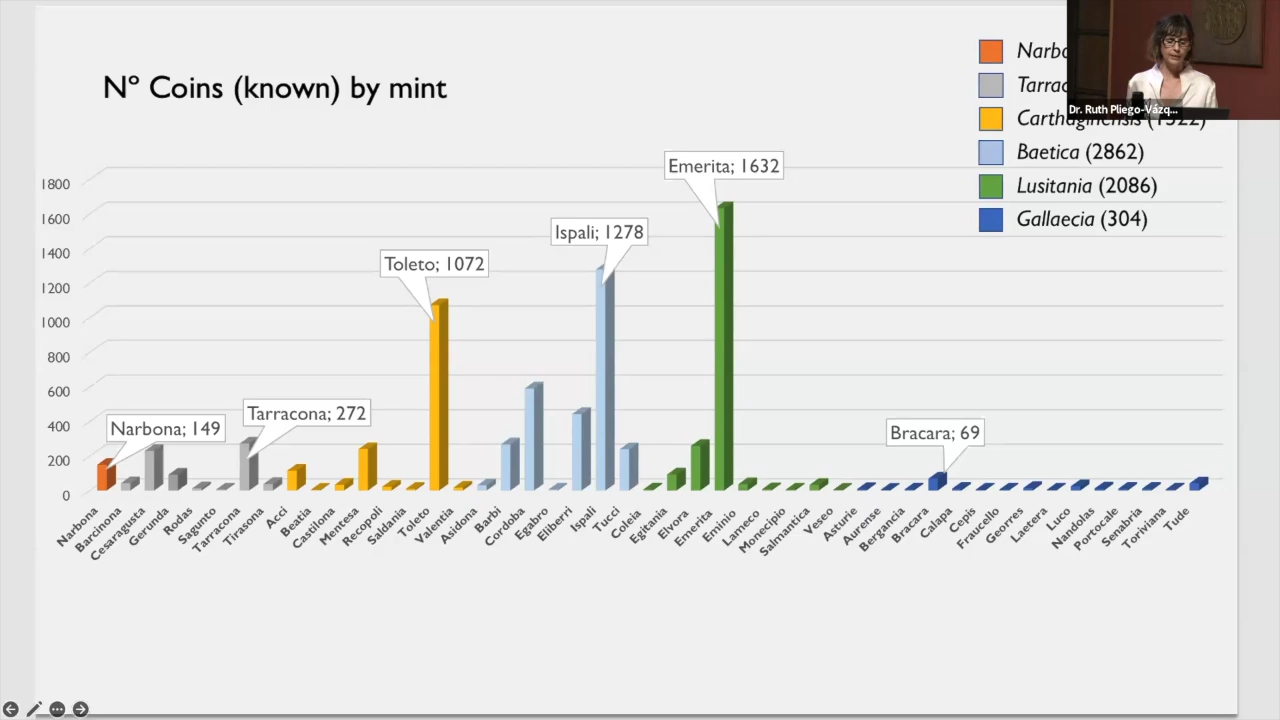 Nº Coins (known) by mint
Carthaginensis (1522)
Baetica (2862)
Lusitania (2086)
Gallaecia (304)
Dr. Ruth Pliego-Vázq...
1800
1600
1400
1200
1000
800
600
400
200
0
Narbona; 149
Tarracona; 272
Toleto; 1072
Ispali; 1278
Emerita; 1632
Bracara; 69
Narbona
Barcinona
Cesaragusta
Gerunda
Rodas
Sagunto
Tarracona
Tirasona
Acci
Beatia
Castilona
Mentesa
Recopoli
Saldania
Toleto
Valentia
Asidona
Barbi
Cordoba
Egabro
Eliberri
Ispali
Tucci
Coleia
Egitania
Elvora
Emerita
Eminio
Lameco
Monecipio
Salmantica
Veseo
Asturie
Aurense
Bergancia
Bracara
Calapa
Cepis
Fraucello
Georres
Laetera
Luco
Nandolas
Portocale
Senabria
Toriviana
Tude